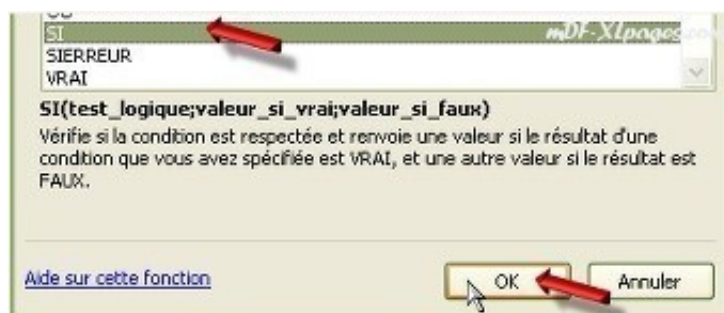 OU
SI
mDF-XLpages.com
SIERREUR
VRAI
SI(test_logique;valeur_si_vrai;valeur_si_faux)
Vérifie si la condition est respectée et renvoie une valeur si le résultat d'une
condition que vous avez spécifiée est VRAI, et une autre valeur si le résultat est
FAUX.
Aide sur cette fonction
OK
Annuler